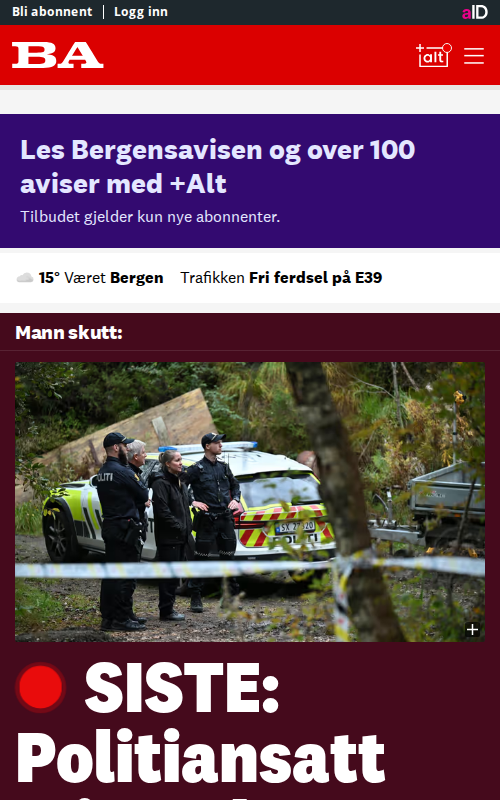 Bli abonnent | Logg inn
aID
BA
+alt
Les Bergensavisen og over 100
aviser med +Alt
Tilbudet gjelder kun nye abonnenter.
15° Været Bergen Trafikken Fri ferdsel på E39
Mann skutt:
POLITI
SISTE:
Politiansatt